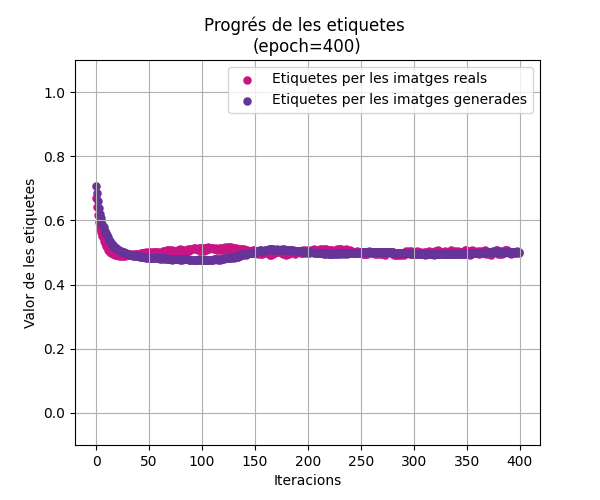 Progrés de les etiquetes
(epoch=400)
Etiquetes per les imatges reals
Etiquetes per les imatges generades
Valor de les etiquetes
1.0
0.8
0.6
0.4
0.2
0.0
0 50 100 150 200 250 300 350 400
Iteracions